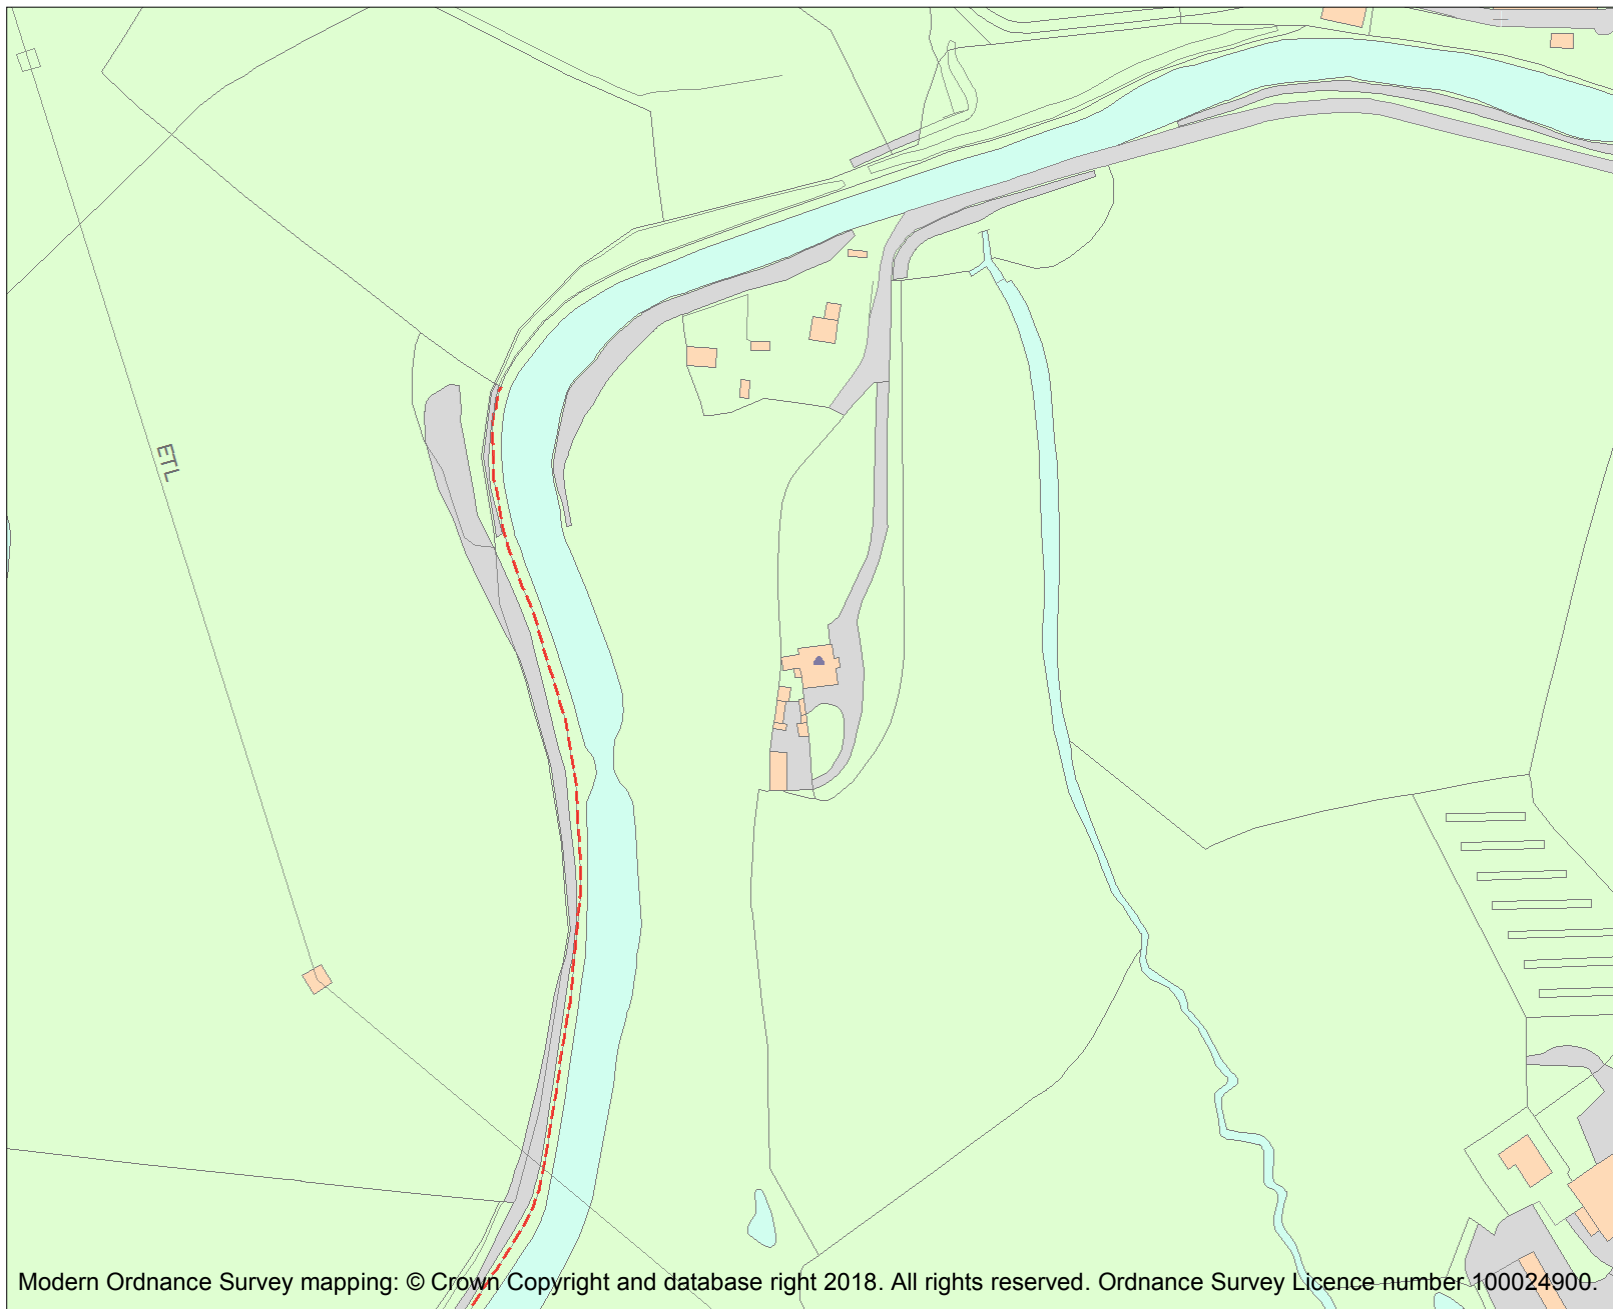 ETL
Modern Ordnance Survey mapping: © Crown Copyright and database right 2018. All rights reserved. Ordnance Survey Licence number 100024900.